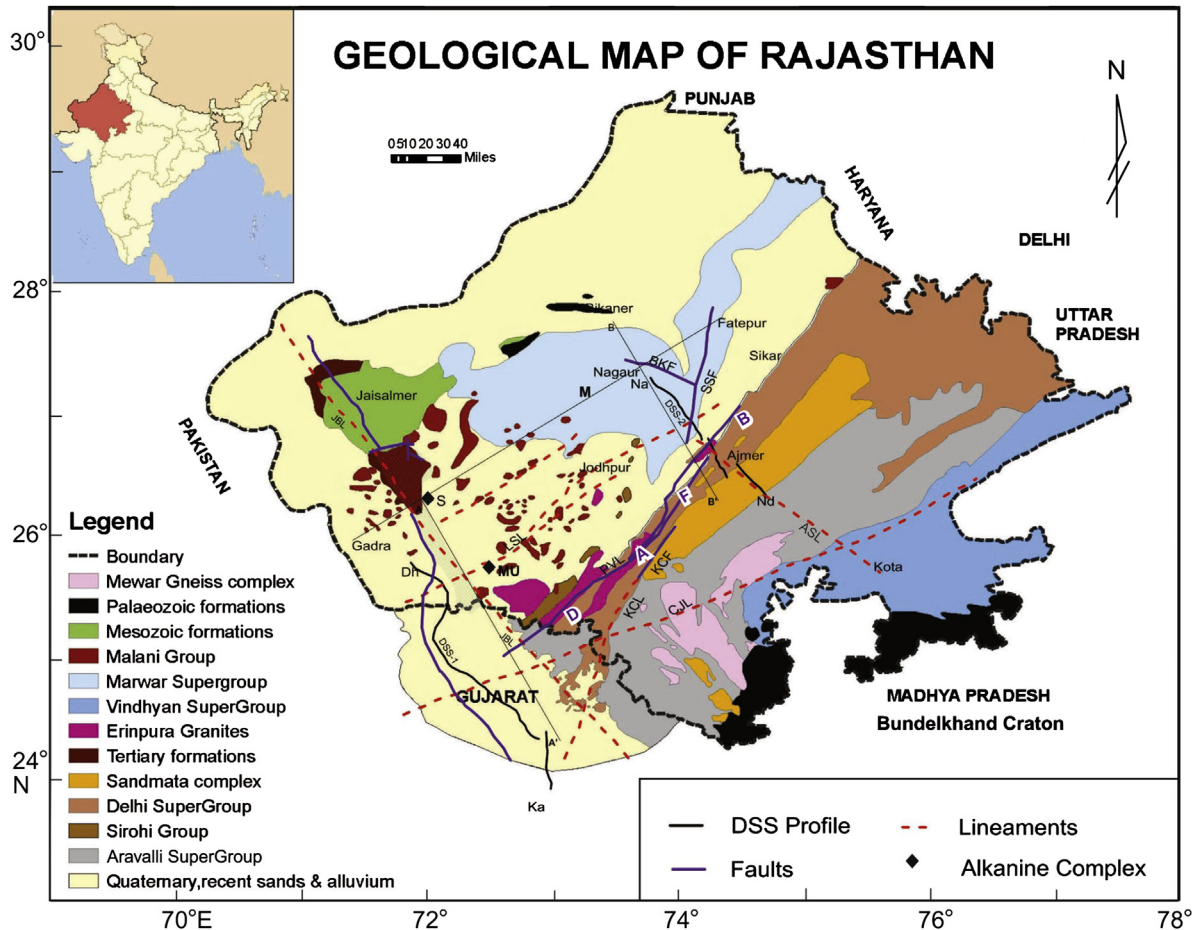 GEOLOGICAL MAP OF RAJASTHAN
30°
28°
26°
24°
N
70°E
72°
74°
76°
78°
N
0 5 10 20 30 40
Miles
PUNJAB
HARYANA
DELHI
UTTAR
PRADESH
PAKISTAN
MADHYA PRADESH
Bundelkhand Craton
GUJARAT
Bikaner
B
Fatepur
Sikar
BKF
SSF
Nagaur
Na
M
DSS-2
Jaisalmer
JBL
Jodhpur
B
Ajmer
F
B'
Nd
S
Gadra
LSL
ASL
Kota
Dh
MU
PVL
A
KCF
KCL
CJL
D
JBL
DSS-1
A'
Ka
Legend
Boundary
Mewar Gneiss complex
Palaeozoic formations
Mesozoic formations
Malani Group
Marwar Supergroup
Vindhyan SuperGroup
Erinpura Granites
Tertiary formations
Sandmata complex
Delhi SuperGroup
Sirohi Group
Aravalli SuperGroup
Quaternary,recent sands & alluvium
DSS Profile
Lineaments
Faults
Alkanine Complex